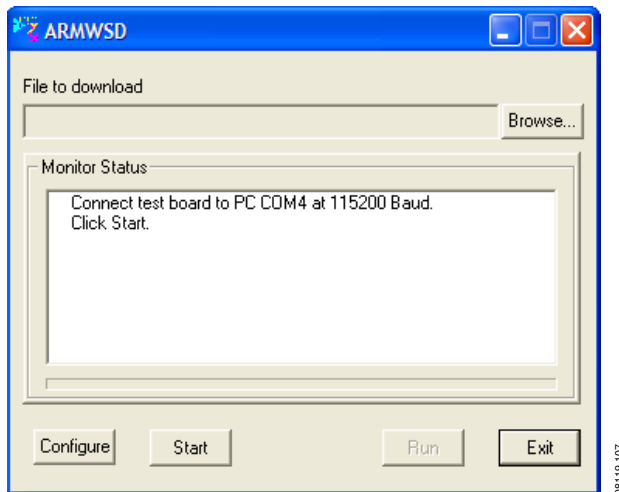 ARMWSD
File to download
Browse...
Monitor Status
Connect test board to PC COM4 at 115200 Baud.
Click Start.
Configure
Start
Run
Exit